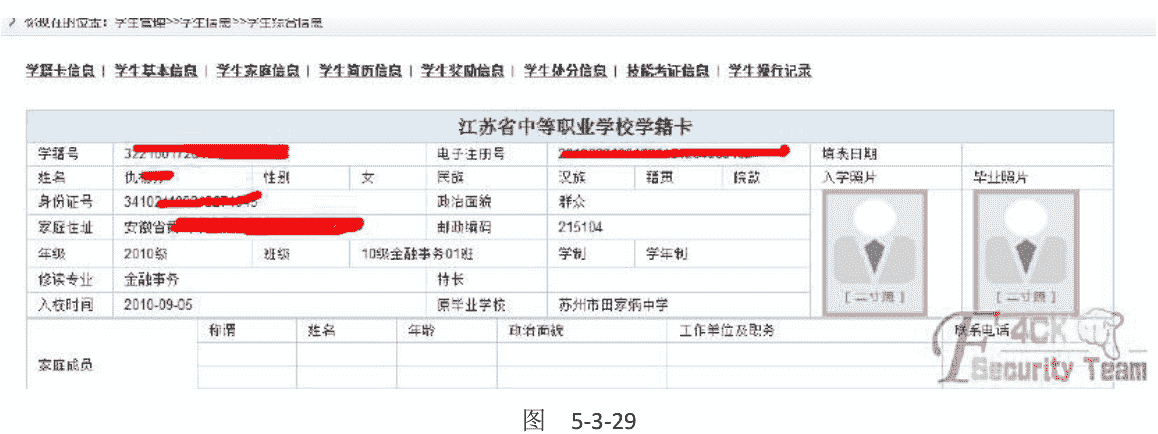 你现在的位置：学生管理>>学生信息>>学生综合信息
学籍卡信息 | 学生基本信息 | 学生家庭信息 | 学生简历信息 | 学生奖励信息 | 学生处分信息 | 技能考证信息 | 学生操行记录
江苏省中等职业学校学籍卡
学籍号 电子注册号 填表日期
姓名 仇 性别 女 民族 汉族 籍贯 入学照片 毕业照片
身份证号 政治面貌 群众
家庭住址 安徽省 邮政编码 215104
年级 2010级 班级 10级金融事务01班 学制 学年制
修读专业 金融事务 特长
入校时间 2010-09-05 原毕业学校 苏州市田家炳中学
[二寸照] [二寸照]
称谓 姓名 年龄 政治面貌 工作单位及职务 联系电话
家庭成员
F4CK
Security Team
图 5-3-29